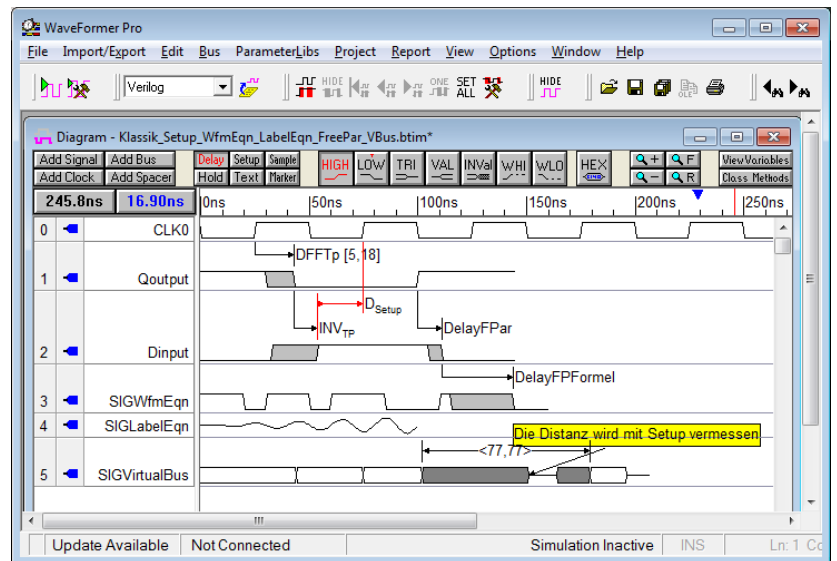 WaveFormer Pro
File Import/Export Edit Bus ParameterLibs Project Report View Options Window Help
Verilog HIDE ONE SET ALL HIDE OLE
Diagram - Klassik_Setup_WfmEqn_LabelEqn_FreePar_VBus.btim*
Add Signal Add Bus Delay Setup Sample HIGH LOW TRI VAL INVal WHI WLO HEX + F View Variables
Add Clock Add Spacer Hold Text Marker - R Class Methods
245.8ns 16.90ns 0ns 50ns 100ns 150ns 200ns 250ns
0 CLK0
DFFTp [5,18]
1 Qoutput
DSetup
INVTP DelayFPar
2 Dinput
DelayFPFormel
3 SIGWfmEqn
4 SIGLabelEqn
Die Distanz wird mit Setup vermessen
<77,77>
5 SIGVirtualBus
Update Available Not Connected Simulation Inactive INS Ln: 1 Co